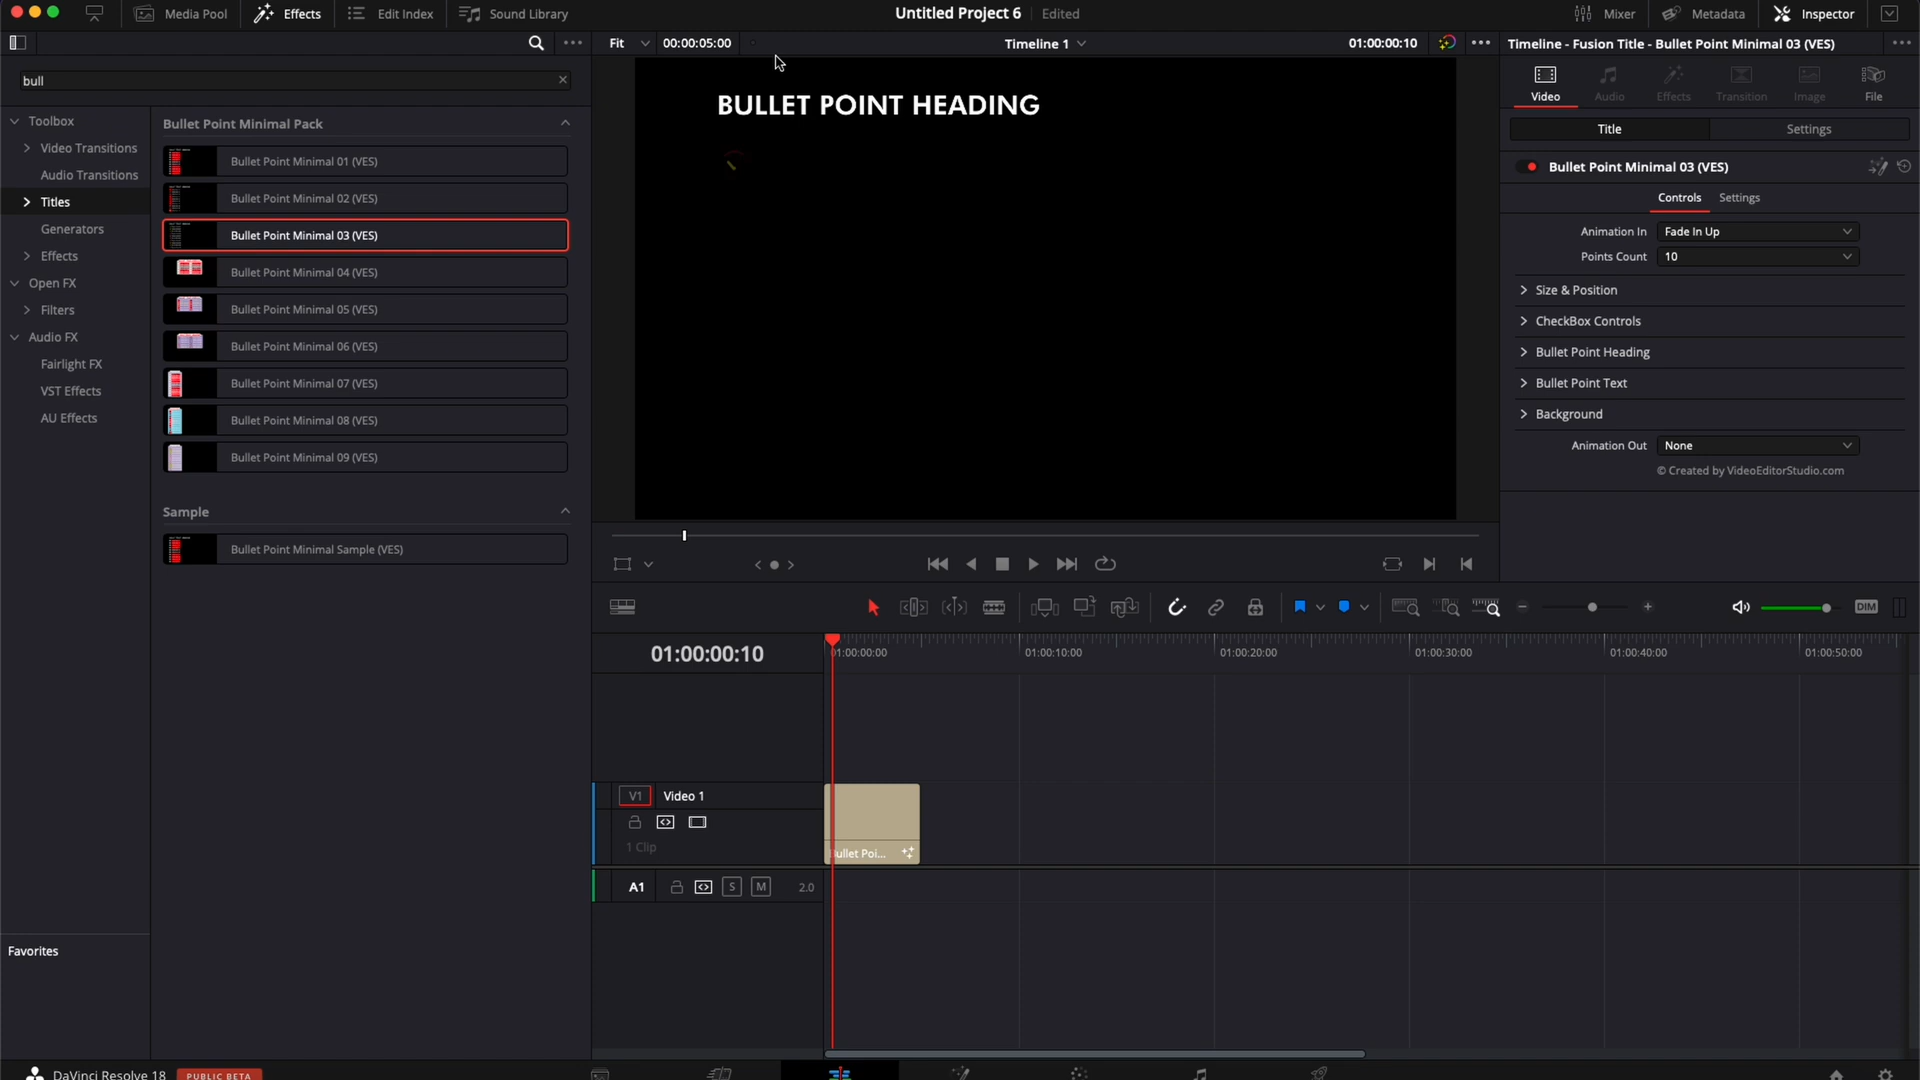 Media Pool
Effects
Edit Index
Sound Library
Untitled Project 6
Edited
Mixer
Metadata
Inspector
Fit
00:00:05:00
Timeline 1
01:00:00:10
Timeline - Fusion Title - Bullet Point Minimal 03 (VES)
bull
Toolbox
Video Transitions
Audio Transitions
Titles
Generators
Effects
Open FX
Filters
Audio FX
Fairlight FX
VST Effects
AU Effects
Favorites
Bullet Point Minimal Pack
Bullet Point Minimal 01 (VES)
Bullet Point Minimal 02 (VES)
Bullet Point Minimal 03 (VES)
Bullet Point Minimal 04 (VES)
Bullet Point Minimal 05 (VES)
Bullet Point Minimal 06 (VES)
Bullet Point Minimal 07 (VES)
Bullet Point Minimal 08 (VES)
Bullet Point Minimal 09 (VES)
Sample
Bullet Point Minimal Sample (VES)
BULLET POINT HEADING
Video
Audio
Effects
Transition
Image
File
Title
Settings
Bullet Point Minimal 03 (VES)
Controls
Settings
Animation In
Fade In Up
Points Count
10
Size & Position
CheckBox Controls
Bullet Point Heading
Bullet Point Text
Background
Animation Out
None
© Created by VideoEditorStudio.com
DIM
01:00:00:10
01:00:00:00
01:00:10:00
01:00:20:00
01:00:30:00
01:00:40:00
01:00:50:00
V1
Video 1
1 Clip
Bullet Poi...
A1
S
M
2.0
DaVinci Resolve 18
PUBLIC BETA